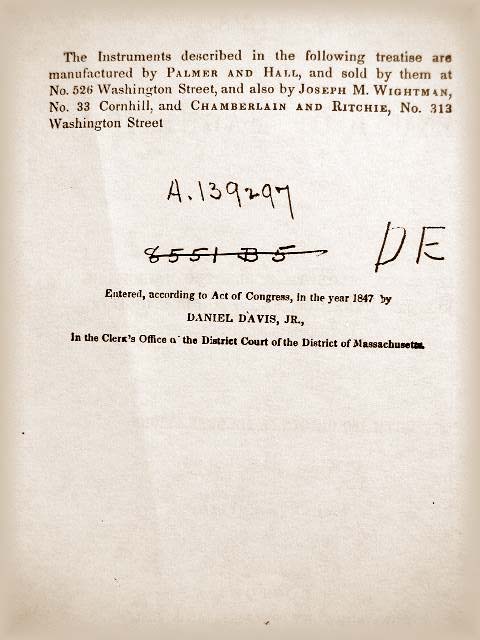 The Instruments described in the following treatise are
manufactured by PALMER AND HALL, and sold by them at
No. 526 Washington Street, and also by JOSEPH M. WIGHTMAN,
No. 33 Cornhill, and CHAMBERLAIN AND RITCHIE, No. 313
Washington Street
A.139297
8551 B 5
DE
Entered, according to Act of Congress, in the year 1847 by
DANIEL DAVIS, JR.,
In the Clerk's Office o' the District Court of the District of Massachusetts